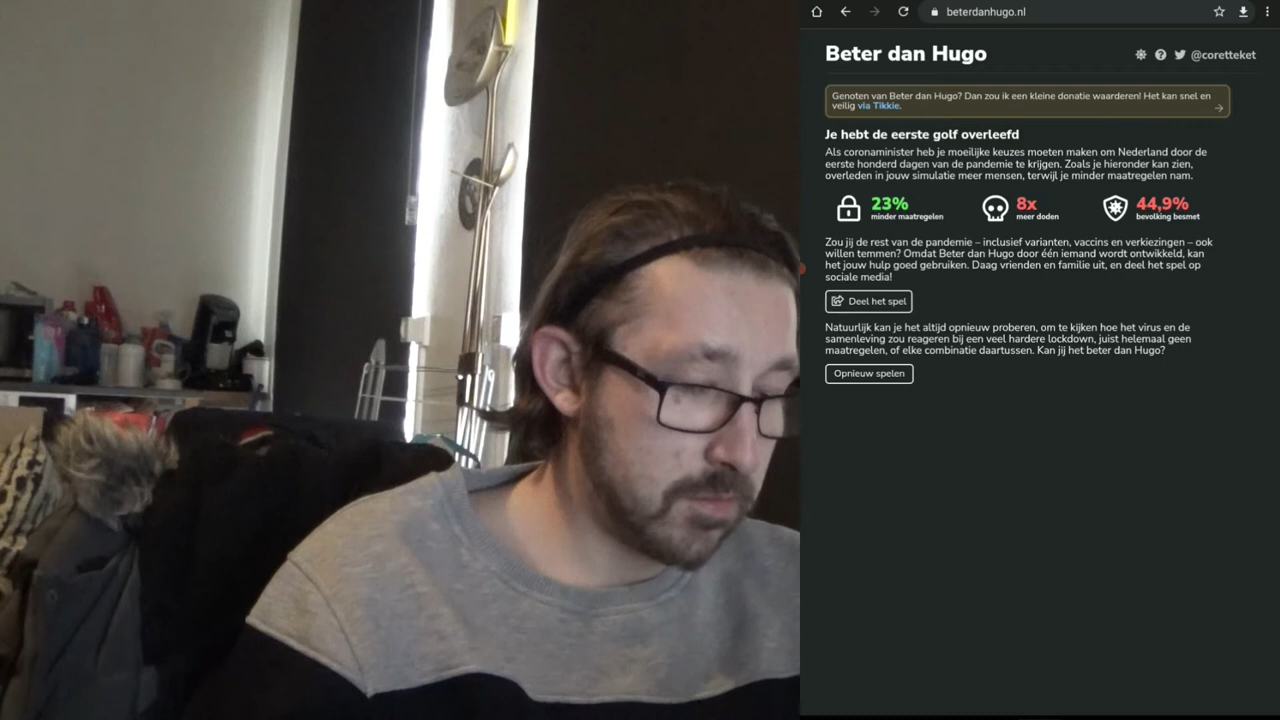 beterdanhugo.nl
Beter dan Hugo
@coretteket
Genoten van Beter dan Hugo? Dan zou ik een kleine donatie waarderen! Het kan snel en
veilig via Tikkie.
Je hebt de eerste golf overleefd
Als coronaminister heb je moeilijke keuzes moeten maken om Nederland door de
eerste honderd dagen van de pandemie te krijgen. Zoals je hieronder kan zien,
overleden in jouw simulatie meer mensen, terwijl je minder maatregelen nam.
23%
minder maatregelen
8x
meer doden
44,9%
bevolking besmet
Zou jij de rest van de pandemie – inclusief varianten, vaccins en verkiezingen – ook
willen temmen? Omdat Beter dan Hugo door één iemand wordt ontwikkeld, kan
het jouw hulp goed gebruiken. Daag vrienden en familie uit, en deel het spel op
sociale media!
Deel het spel
Natuurlijk kan je het altijd opnieuw proberen, om te kijken hoe het virus en de
samenleving zou reageren bij een veel hardere lockdown, juist helemaal geen
maatregelen, of elke combinatie daartussen. Kan jij het beter dan Hugo?
Opnieuw spelen